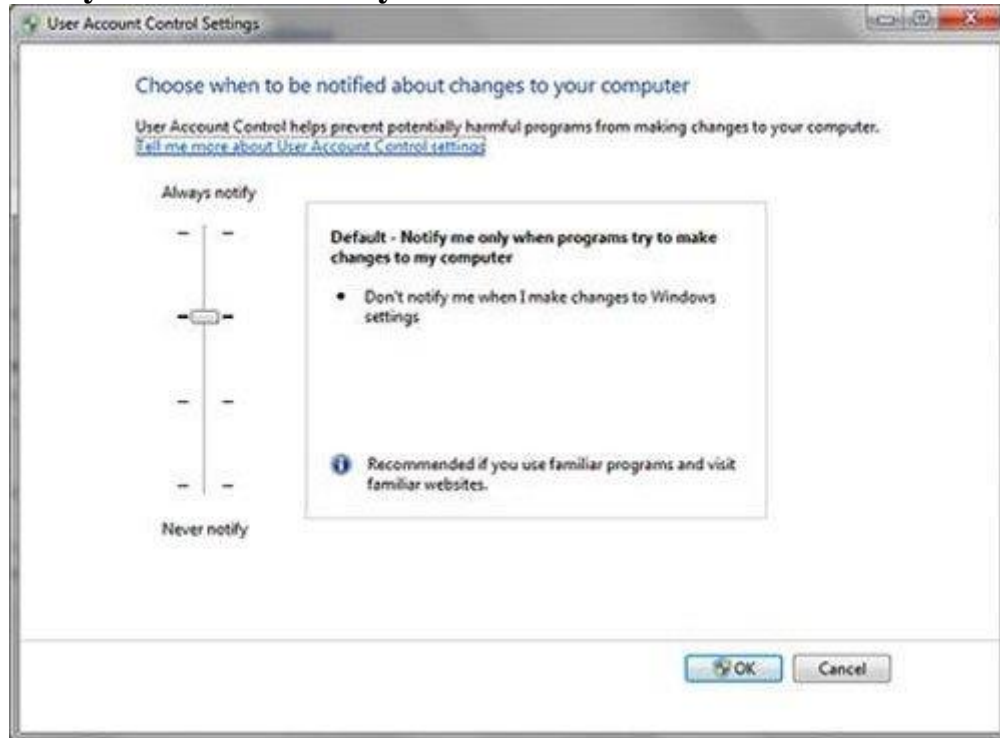 User Account Control Settings
Choose when to be notified about changes to your computer
User Account Control helps prevent potentially harmful programs from making changes to your computer.
Tell me more about User Account Control settings
Always notify
Default - Notify me only when programs try to make
changes to my computer
• Don't notify me when I make changes to Windows
settings
Recommended if you use familiar programs and visit
familiar websites.
Never notify
OK Cancel